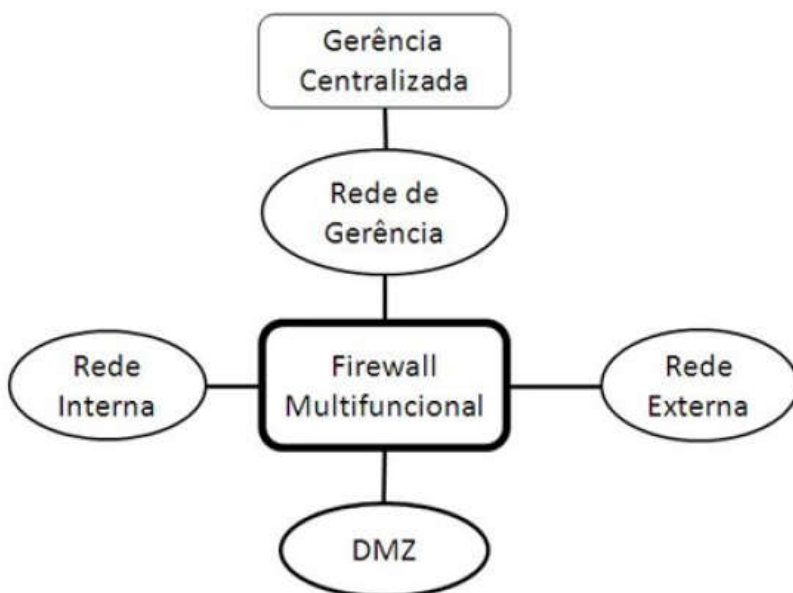 Gerência
Centralizada
Rede de
Gerência
Rede
Interna
Firewall
Multifuncional
Rede
Externa
DMZ